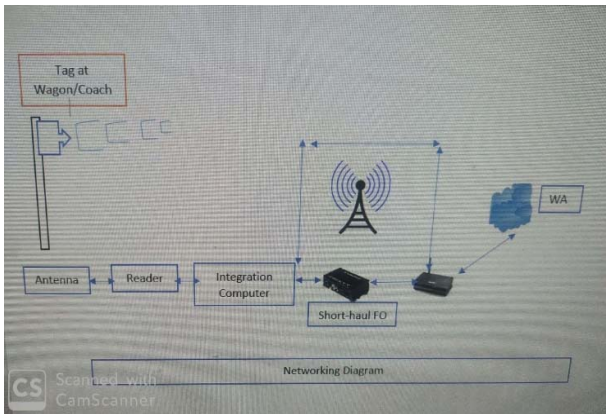 Tag at
Wagon/Coach
WA
Antenna
Reader
Integration
Computer
Short-haul FO
Networking Diagram
CS
Scanned with
CamScanner